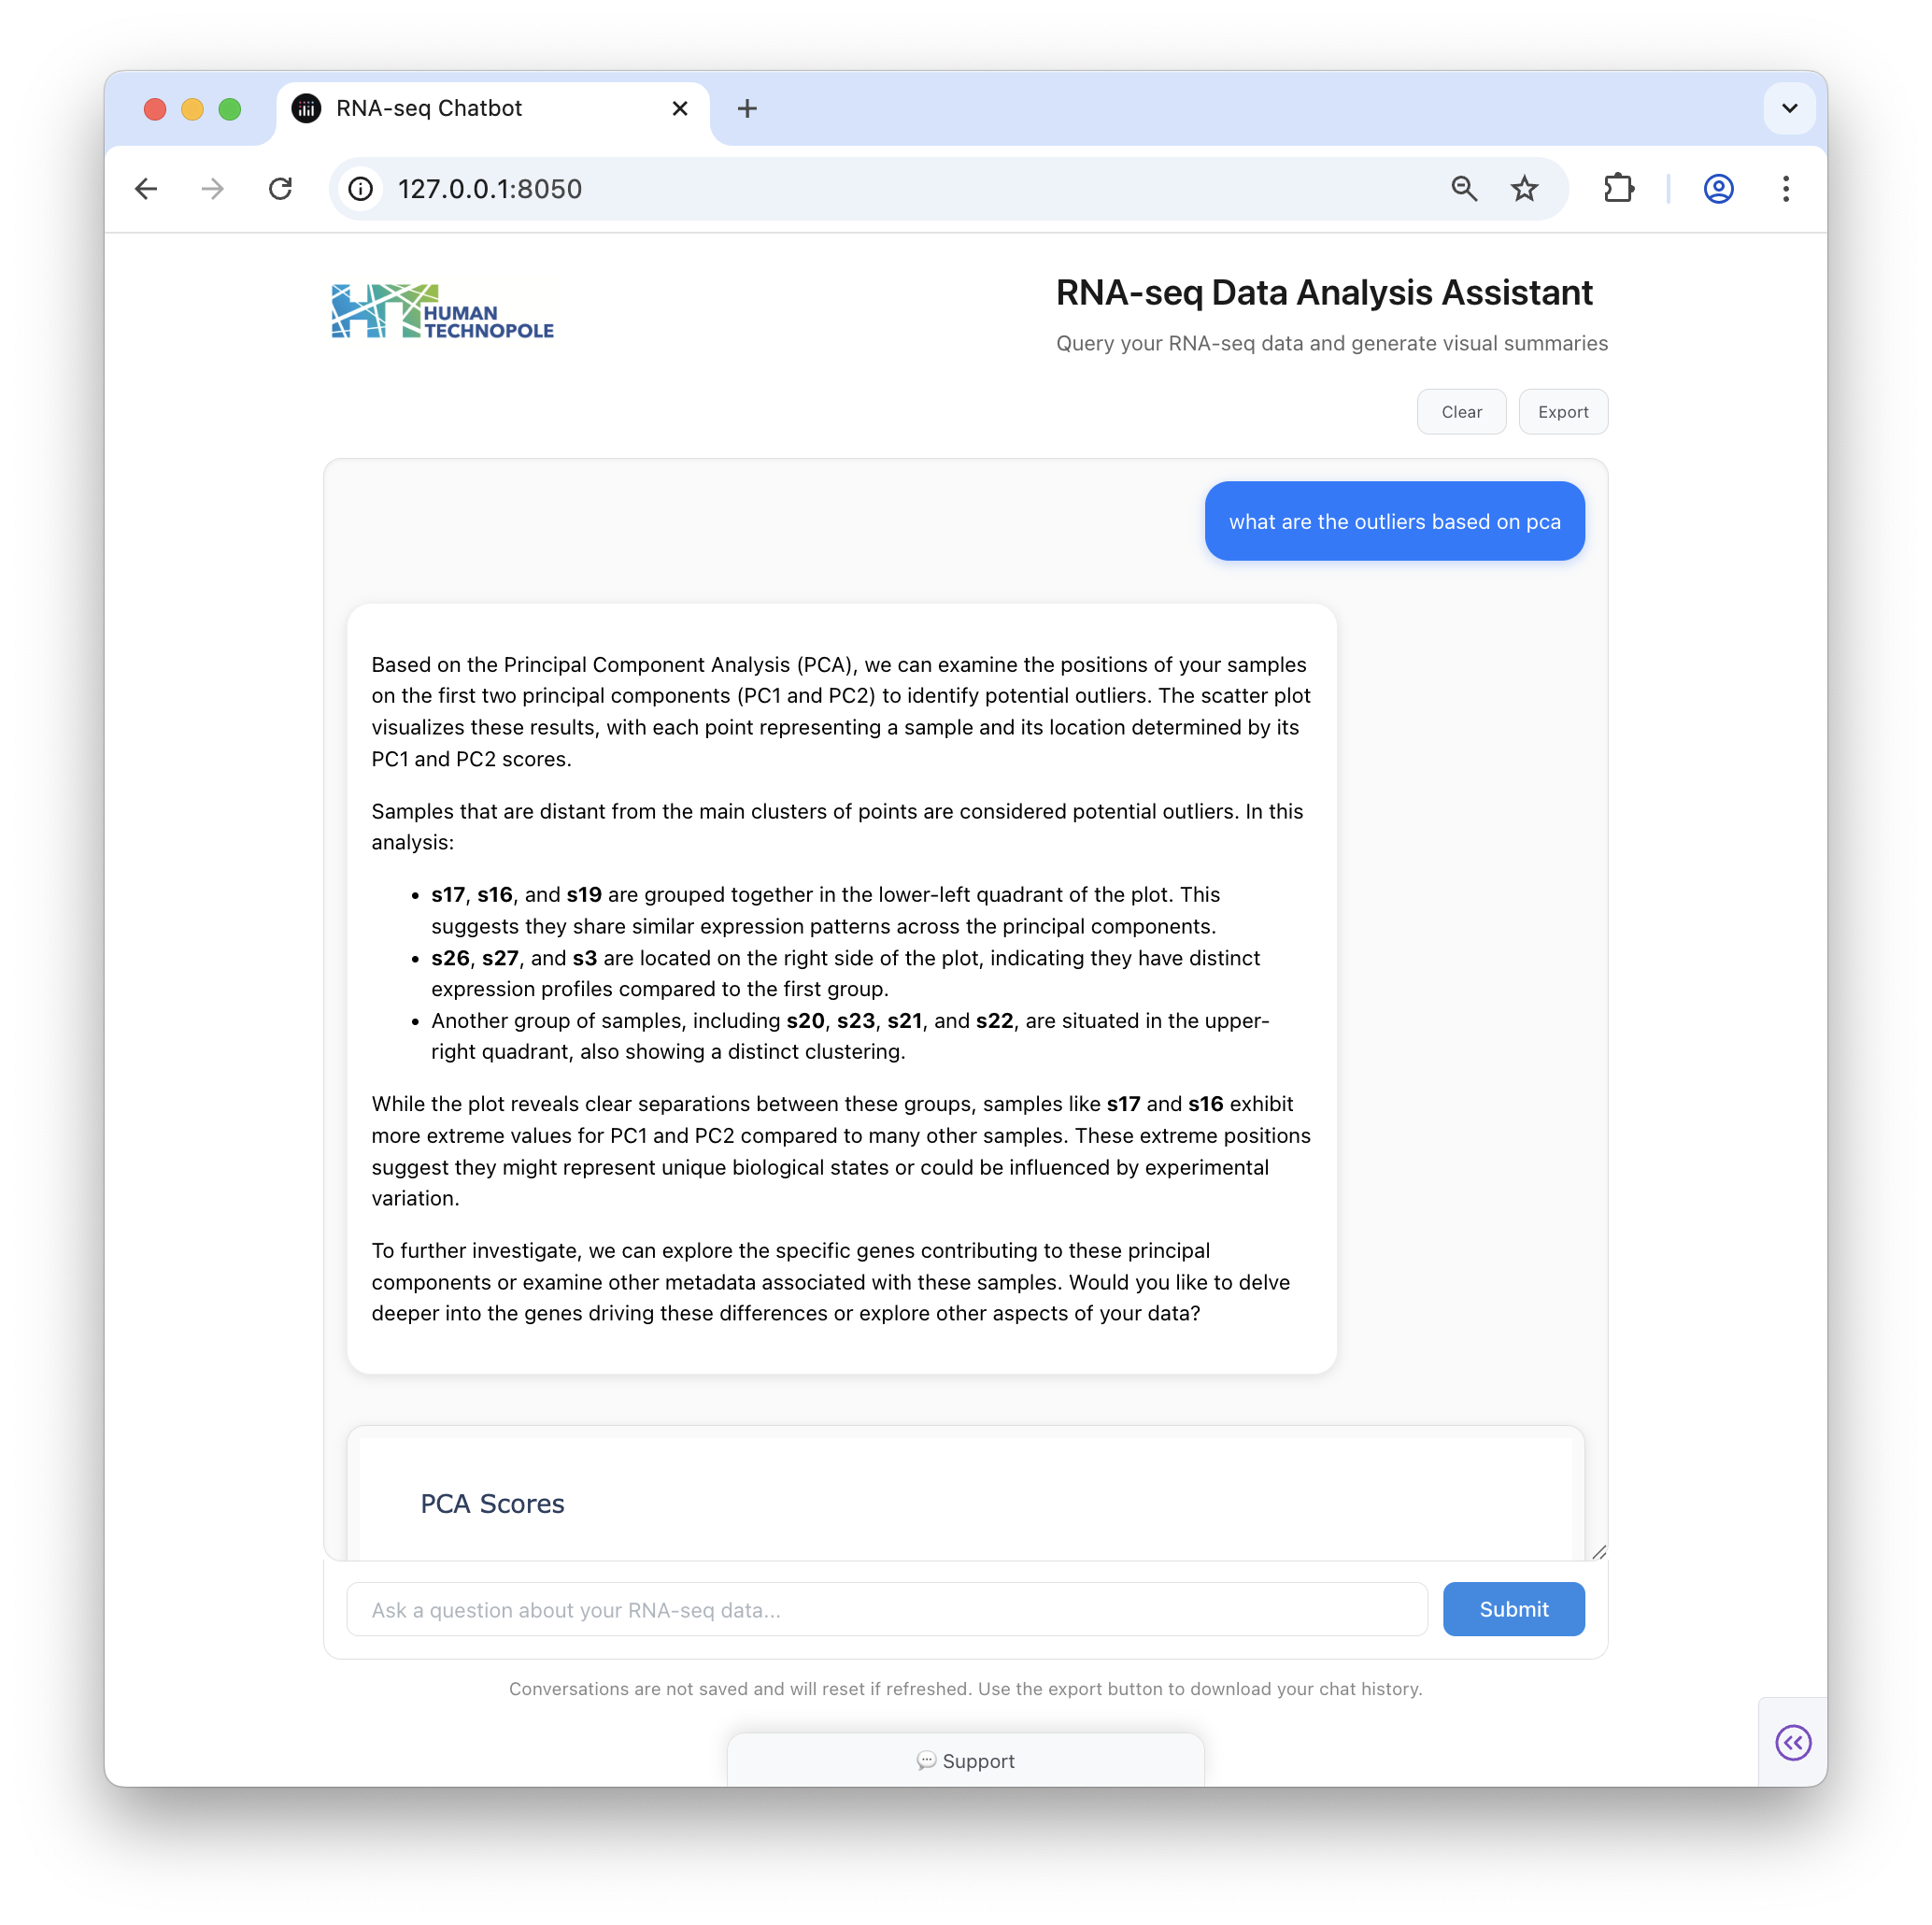 RNA-seq Chatbot
127.0.0.1:8050
HUMAN
TECHNOPOLE
RNA-seq Data Analysis Assistant
Query your RNA-seq data and generate visual summaries
Clear
Export
what are the outliers based on pca
Based on the Principal Component Analysis (PCA), we can examine the positions of your samples
on the first two principal components (PC1 and PC2) to identify potential outliers. The scatter plot
visualizes these results, with each point representing a sample and its location determined by its
PC1 and PC2 scores.
Samples that are distant from the main clusters of points are considered potential outliers. In this
analysis:
• s17, s16, and s19 are grouped together in the lower-left quadrant of the plot. This
suggests they share similar expression patterns across the principal components.
• s26, s27, and s3 are located on the right side of the plot, indicating they have distinct
expression profiles compared to the first group.
• Another group of samples, including s20, s23, s21, and s22, are situated in the upper-
right quadrant, also showing a distinct clustering.
While the plot reveals clear separations between these groups, samples like s17 and s16 exhibit
more extreme values for PC1 and PC2 compared to many other samples. These extreme positions
suggest they might represent unique biological states or could be influenced by experimental
variation.
To further investigate, we can explore the specific genes contributing to these principal
components or examine other metadata associated with these samples. Would you like to delve
deeper into the genes driving these differences or explore other aspects of your data?
PCA Scores
Ask a question about your RNA-seq data...
Submit
Conversations are not saved and will reset if refreshed. Use the export button to download your chat history.
Support